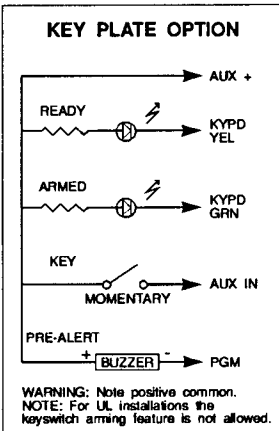 KEY PLATE OPTION
AUX +
READY
KYPD
YEL
ARMED
KYPD
GRN
KEY
MOMENTARY
AUX IN
PRE-ALERT
+ BUZZER -
PGM
WARNING: Note positive common.
NOTE: For UL installations the
keyswitch arming feature is not allowed.